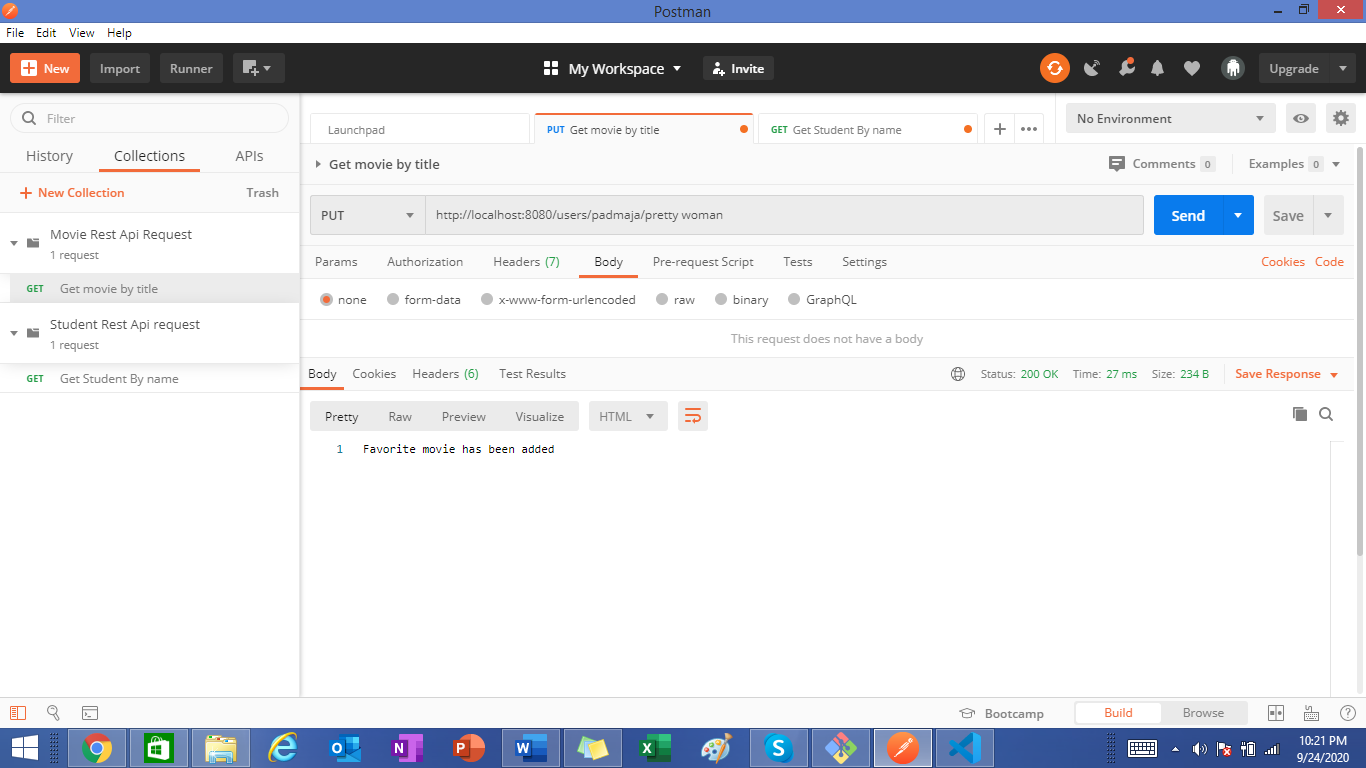 Postman
File Edit View Help
New Import Runner My Workspace Invite Upgrade
Filter
History Collections APIs
New Collection Trash
Movie Rest Api Request
1 request
GET Get movie by title
Student Rest Api request
1 request
GET Get Student By name
Launchpad PUT Get movie by title GET Get Student By name No Environment
Get movie by title Comments 0 Examples 0
PUT http://localhost:8080/users/padmaja/pretty woman Send Save
Params Authorization Headers (7) Body Pre-request Script Tests Settings Cookies Code
none form-data x-www-form-urlencoded raw binary GraphQL
This request does not have a body
Body Cookies Headers (6) Test Results Status: 200 OK Time: 27 ms Size: 234 B Save Response
Pretty Raw Preview Visualize HTML
1 Favorite movie has been added
Bootcamp Build Browse
10:21 PM
9/24/2020